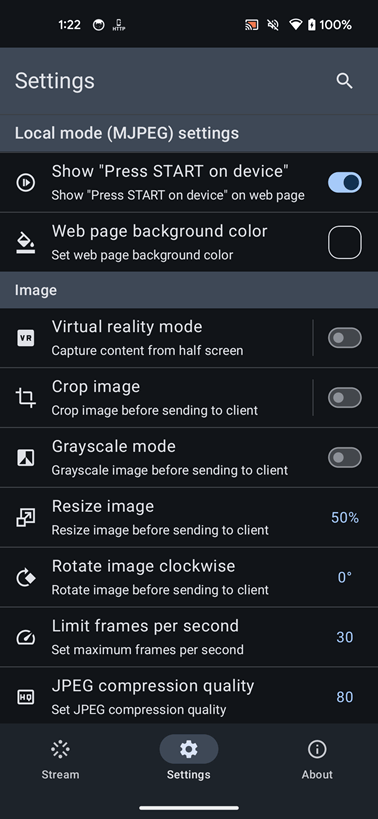 1:22
HTTP
100%
Settings
Local mode (MJPEG) settings
Show "Press START on device"
Show "Press START on device" on web page
Web page background color
Set web page background color
Image
VR
Virtual reality mode
Capture content from half screen
Crop image
Crop image before sending to client
Grayscale mode
Grayscale image before sending to client
Resize image
Resize image before sending to client
50%
Rotate image clockwise
Rotate image before sending to client
0°
Limit frames per second
Set maximum frames per second
30
HQ
JPEG compression quality
Set JPEG compression quality
80
Stream
Settings
About